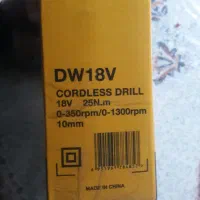 DW18V
CORDLESS DRILL
18V 25N.m
0-350rpm/0-1300rpm
10mm
MADE IN CHINA